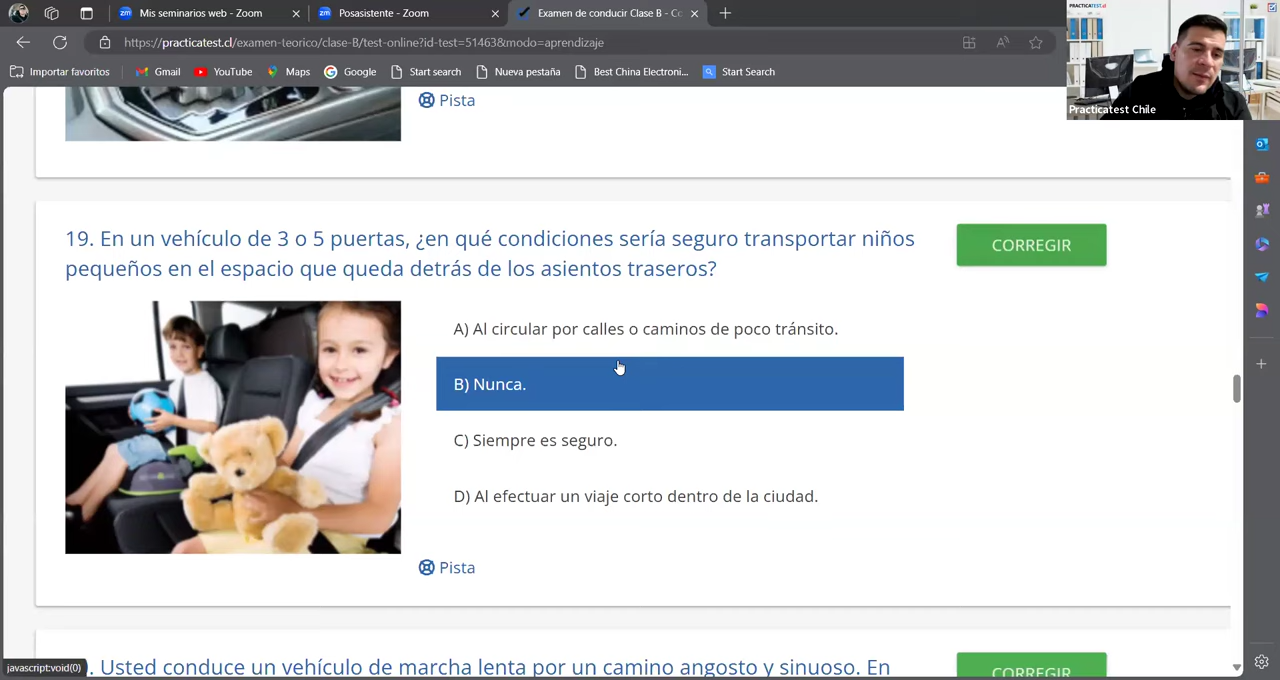 Mis seminarios web - Zoom
Posasistente - Zoom
Examen de conducir Clase B - Co
https://practicatest.cl/examen-teorico/clase-B/test-online?id-test=51463&modo=aprendizaje
Importar favoritos
Gmail
YouTube
Maps
Google
Start search
Nueva pestaña
Best China Electroni...
Start Search
PRACTICATEST.cl
Practicatest Chile
Pista
19. En un vehículo de 3 o 5 puertas, ¿en qué condiciones sería seguro transportar niños
pequeños en el espacio que queda detrás de los asientos traseros?
CORREGIR
A) Al circular por calles o caminos de poco tránsito.
B) Nunca.
C) Siempre es seguro.
D) Al efectuar un viaje corto dentro de la ciudad.
Pista
javascript:void(0)
. Usted conduce un vehículo de marcha lenta por un camino angosto y sinuoso. En
CORREGIR